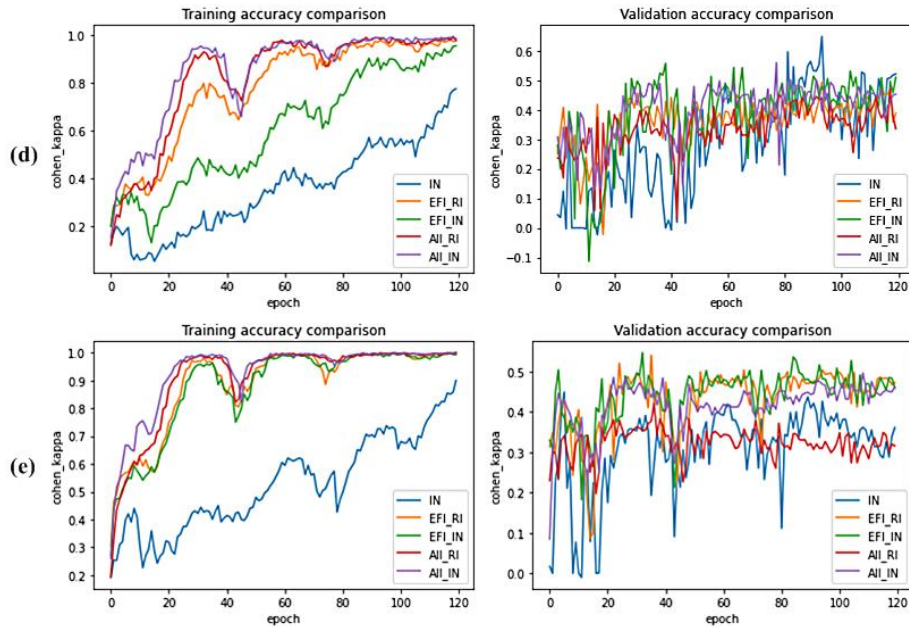 Training accuracy comparison
Validation accuracy comparison
(d)
cohen_kappa
1.0
0.8
0.6
0.4
0.2
IN
EFI_RI
EFI_IN
All_RI
All_IN
0 20 40 60 80 100 120
epoch
cohen_kappa
0.6
0.5
0.4
0.3
0.2
0.1
0.0
−0.1
IN
EFI_RI
EFI_IN
All_RI
All_IN
0 20 40 60 80 100 120
epoch
Training accuracy comparison
Validation accuracy comparison
(e)
cohen_kappa
1.0
0.9
0.8
0.7
0.6
0.5
0.4
0.3
0.2
IN
EFI_RI
EFI_IN
All_RI
All_IN
0 20 40 60 80 100 120
epoch
cohen_kappa
0.5
0.4
0.3
0.2
0.1
0.0
IN
EFI_RI
EFI_IN
All_RI
All_IN
0 20 40 60 80 100 120
epoch